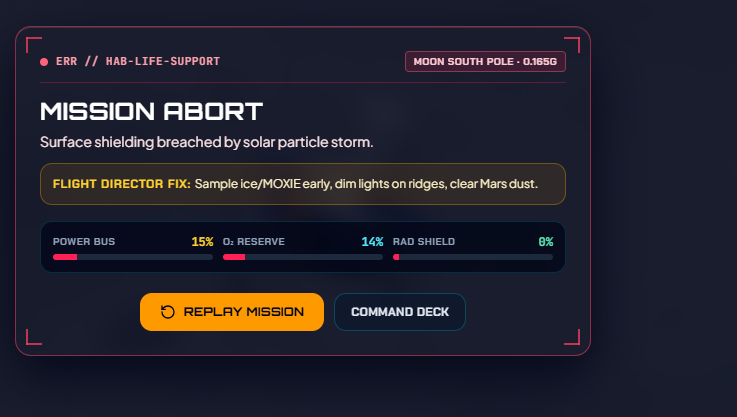 ERR // HAB-LIFE-SUPPORT
MOON SOUTH POLE · 0.165G
MISSION ABORT
Surface shielding breached by solar particle storm.
FLIGHT DIRECTOR FIX: Sample ice/MOXIE early, dim lights on ridges, clear Mars dust.
POWER BUS 15%
O₂ RESERVE 14%
RAD SHIELD 0%
REPLAY MISSION
COMMAND DECK